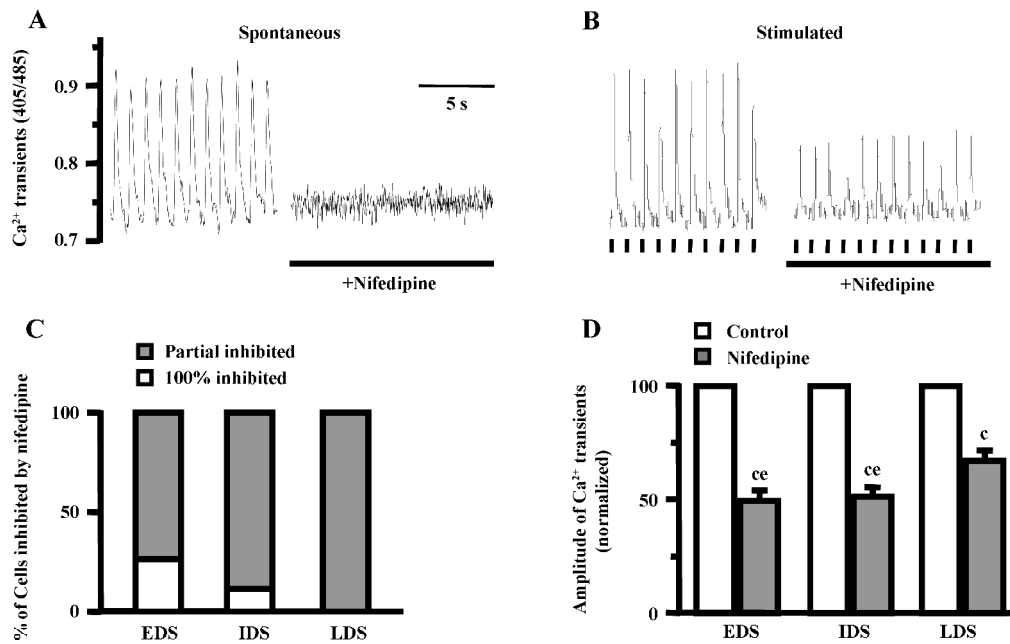 A
Spontaneous
Ca²⁺ transients (405/485)
0.9
0.8
0.7
5 s
+Nifedipine
B
Stimulated
+Nifedipine
C
Partial inhibited
100% inhibited
% of Cells inhibited by nifedipine
100
50
0
EDS IDS LDS
D
Control
Nifedipine
Amplitude of Ca²⁺ transients
(normalized)
100
50
0
ce
ce
c
EDS IDS LDS